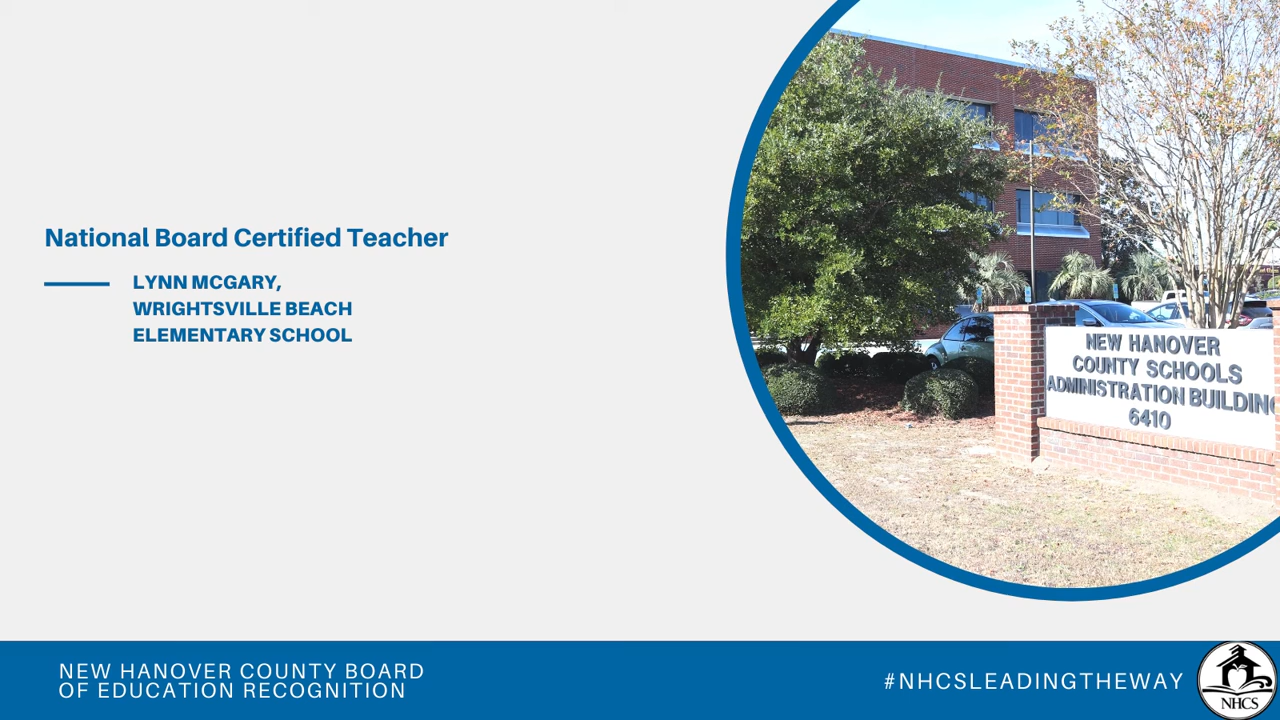 National Board Certified Teacher
LYNN MCGARY,
WRIGHTSVILLE BEACH
ELEMENTARY SCHOOL
NEW HANOVER
COUNTY SCHOOLS
ADMINISTRATION BUILDING
6410
NEW HANOVER COUNTY BOARD
OF EDUCATION RECOGNITION
#NHCSLEADINGTHEWAY
NHCS